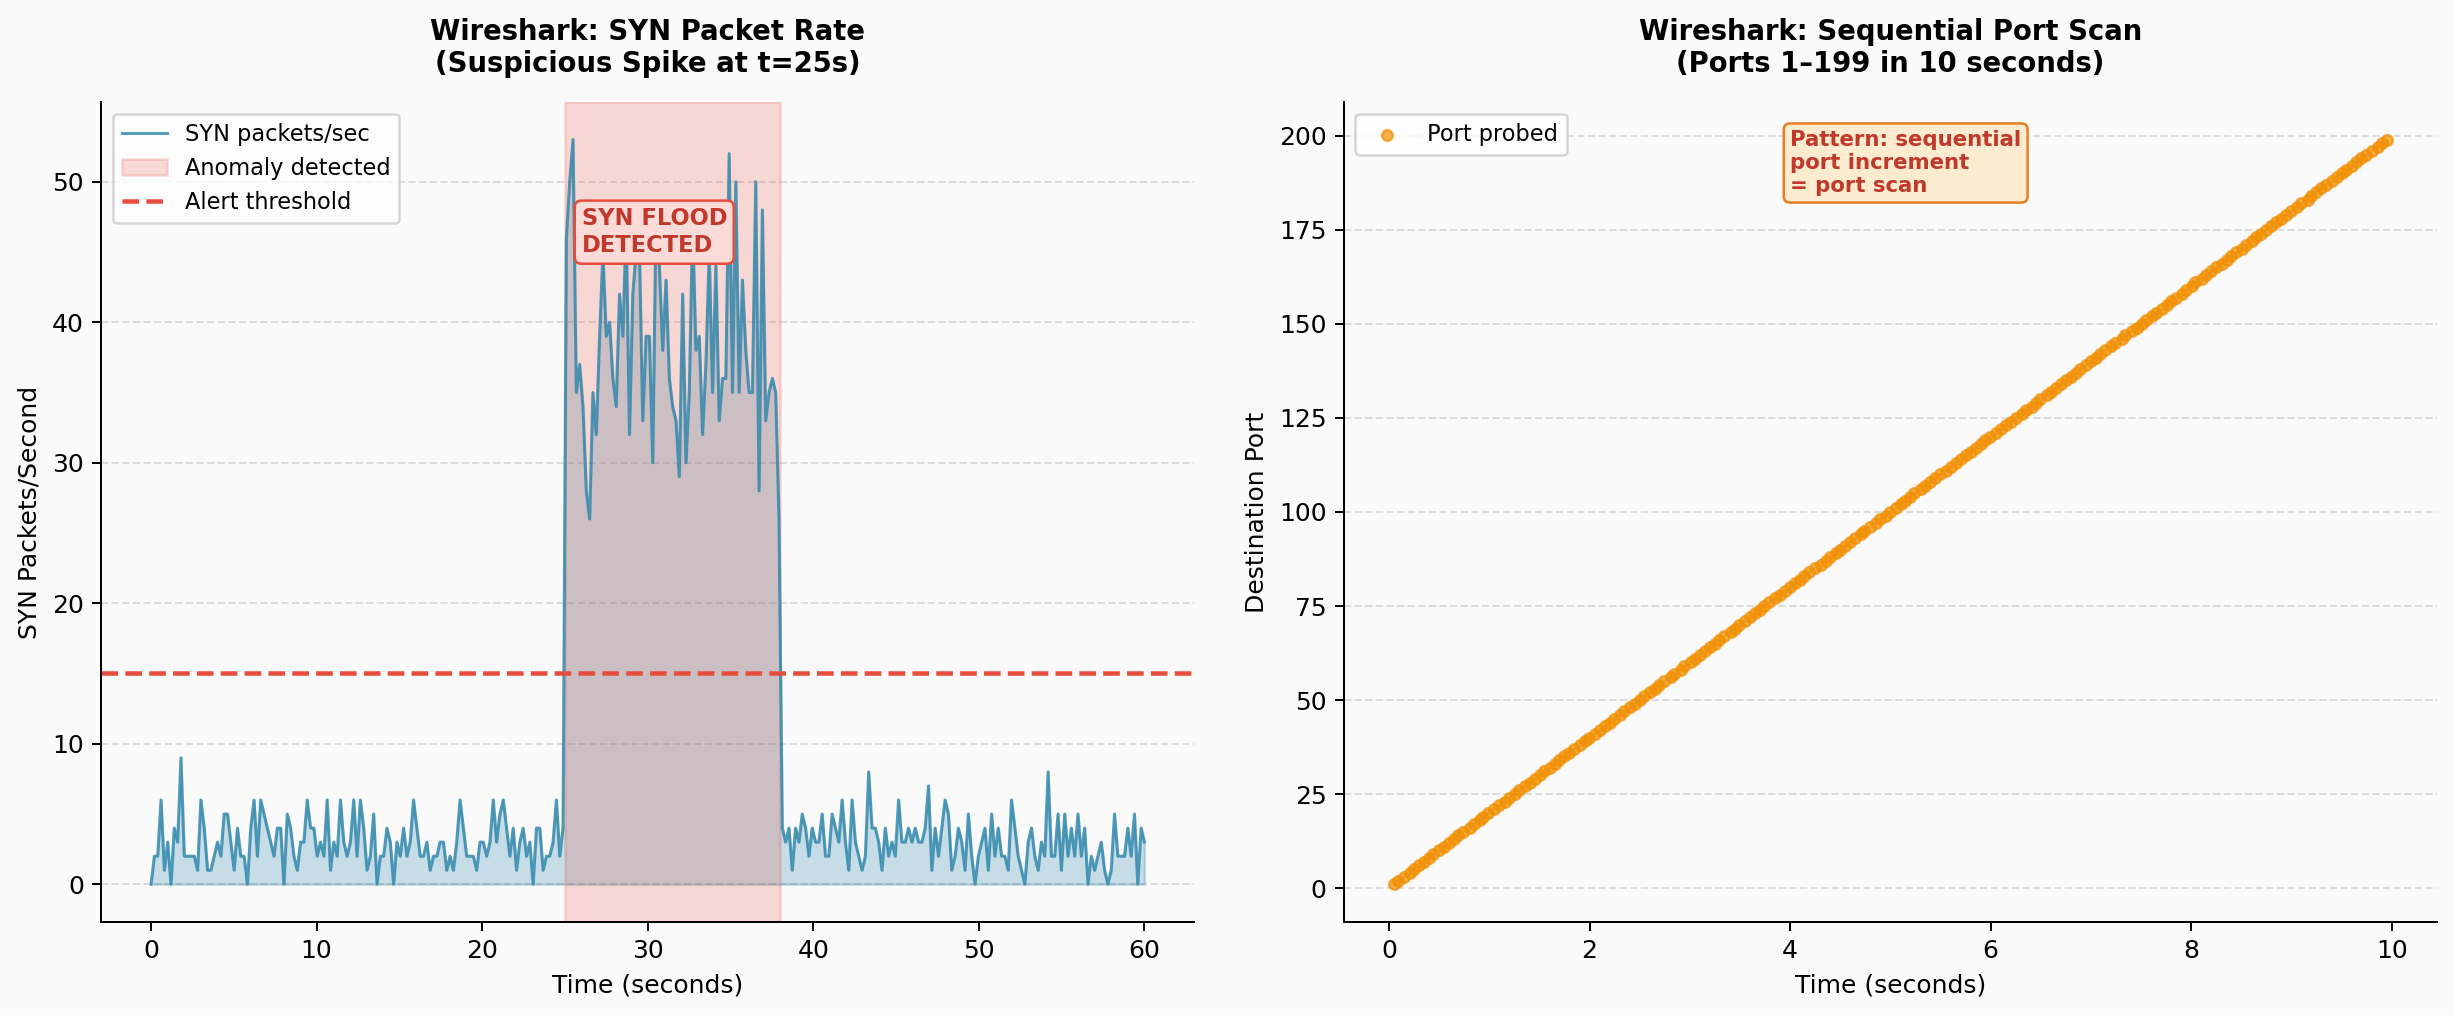 Wireshark: SYN Packet Rate
(Suspicious Spike at t=25s)
SYN packets/sec
Anomaly detected
Alert threshold
SYN FLOOD
DETECTED
SYN Packets/Second
50
40
30
20
10
0
0 10 20 30 40 50 60
Time (seconds)
Wireshark: Sequential Port Scan
(Ports 1–199 in 10 seconds)
Port probed
Pattern: sequential
port increment
= port scan
Destination Port
200
175
150
125
100
75
50
25
0
0 2 4 6 8 10
Time (seconds)